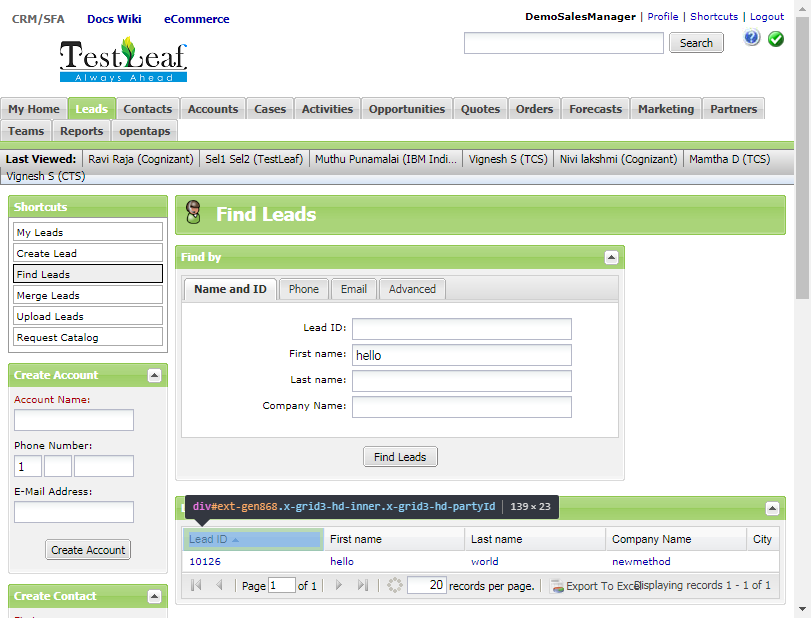 CRM/SFA Docs Wiki eCommerce
DemoSalesManager | Profile | Shortcuts | Logout
TestLeaf
Always Ahead
Search
My Home Leads Contacts Accounts Cases Activities Opportunities Quotes Orders Forecasts Marketing Partners
Teams Reports opentaps
Last Viewed: Ravi Raja (Cognizant) Sel1 Sel2 (TestLeaf) Muthu Punamalai (IBM Indi... Vignesh S (TCS) Nivi lakshmi (Cognizant) Mamtha D (TCS)
Vignesh S (CTS)
Shortcuts
My Leads
Create Lead
Find Leads
Merge Leads
Upload Leads
Request Catalog
Create Account
Account Name:
Phone Number:
1
E-Mail Address:
Create Account
Create Contact
Find Leads
Find by
Name and ID Phone Email Advanced
Lead ID:
First name: hello
Last name:
Company Name:
Find Leads
div#ext-gen868.x-grid3-hd-inner.x-grid3-hd-partyId | 139 × 23
Lead ID First name Last name Company Name City
10126 hello world newmethod
Page 1 of 1 20 records per page. Export To Excel Displaying records 1 - 1 of 1